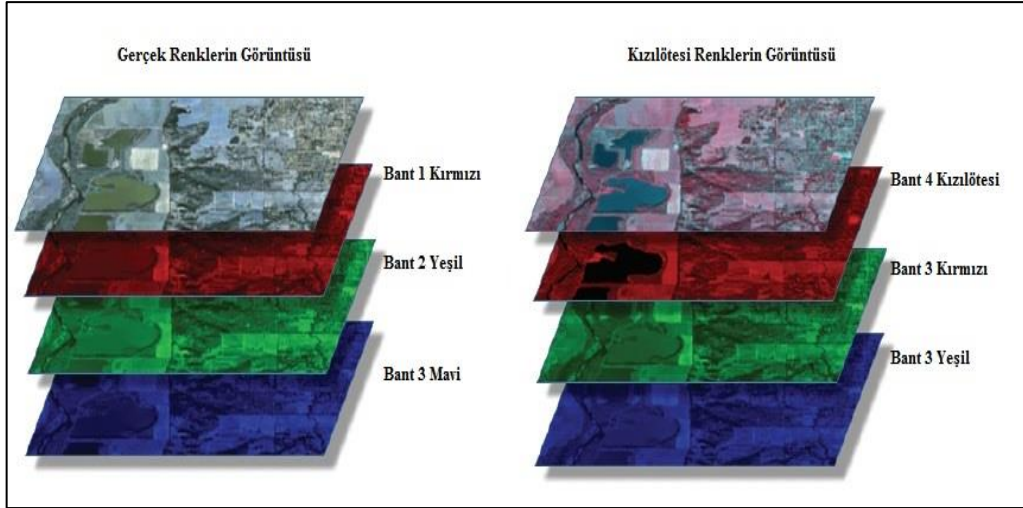 Gerçek Renklerin Görüntüsü
Bant 1 Kırmızı
Bant 2 Yeşil
Bant 3 Mavi
Kızılötesi Renklerin Görüntüsü
Bant 4 Kızılötesi
Bant 3 Kırmızı
Bant 3 Yeşil